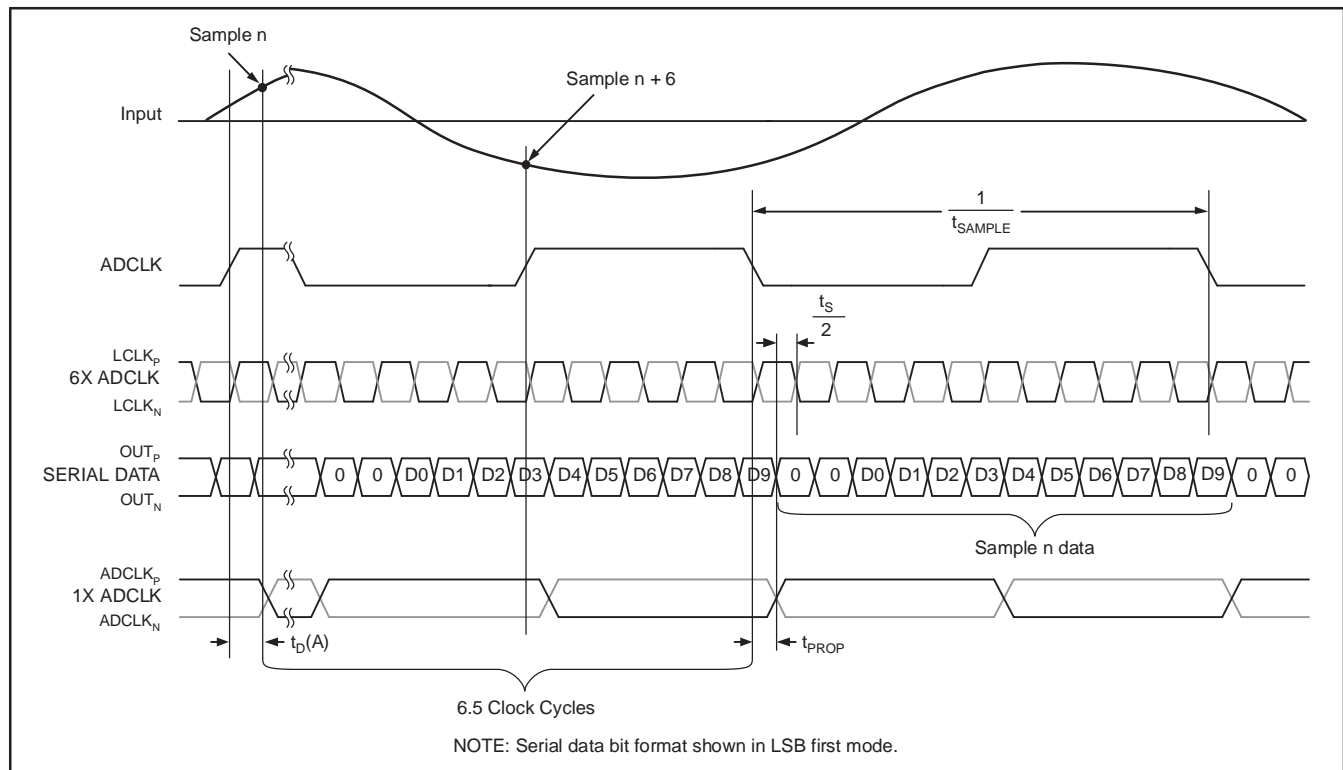 Sample n
Sample n + 6
Input
1
tSAMPLE
ADCLK
tS
2
LCLKP
6X ADCLK
LCLKN
OUTP
SERIAL DATA
OUTN
0 0 D0 D1 D2 D3 D4 D5 D6 D7 D8 D9 0 0 D0 D1 D2 D3 D4 D5 D6 D7 D8 D9 0 0
Sample n data
ADCLKP
1X ADCLK
ADCLKN
tD(A)
tPROP
6.5 Clock Cycles
NOTE: Serial data bit format shown in LSB first mode.